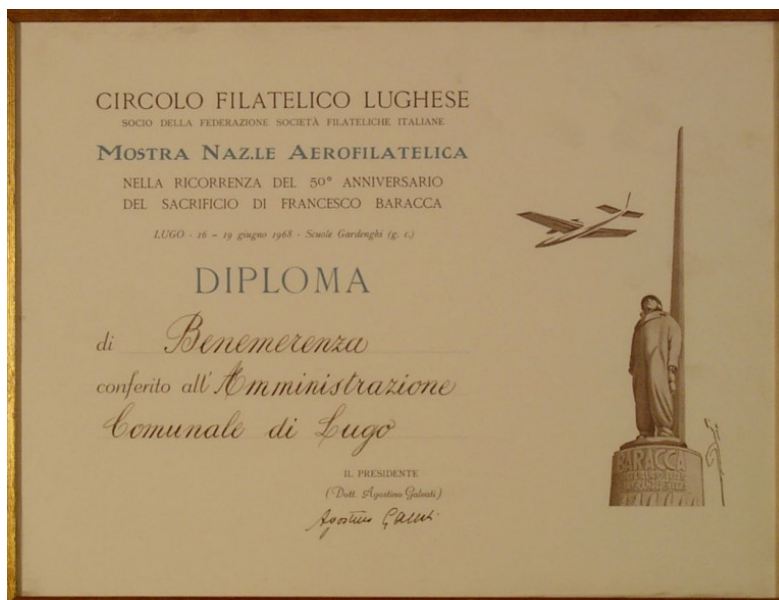 CIRCOLO FILATELICO LUGHESE
SOCIO DELLA FEDERAZIONE SOCIETÀ FILATELICHE ITALIANE
MOSTRA NAZ.LE AEROFILATELICA
NELLA RICORRENZA DEL 50° ANNIVERSARIO
DEL SACRIFICIO DI FRANCESCO BARACCA
LUGO - 16 - 19 giugno 1968 - Scuole Gardenghi (g. c.)
DIPLOMA
di Benemerenza
conferito all' Amministrazione
Comunale di Lugo
IL PRESIDENTE
(Dott. Agostino Galeati)
Agostino Galeati
BARACCA